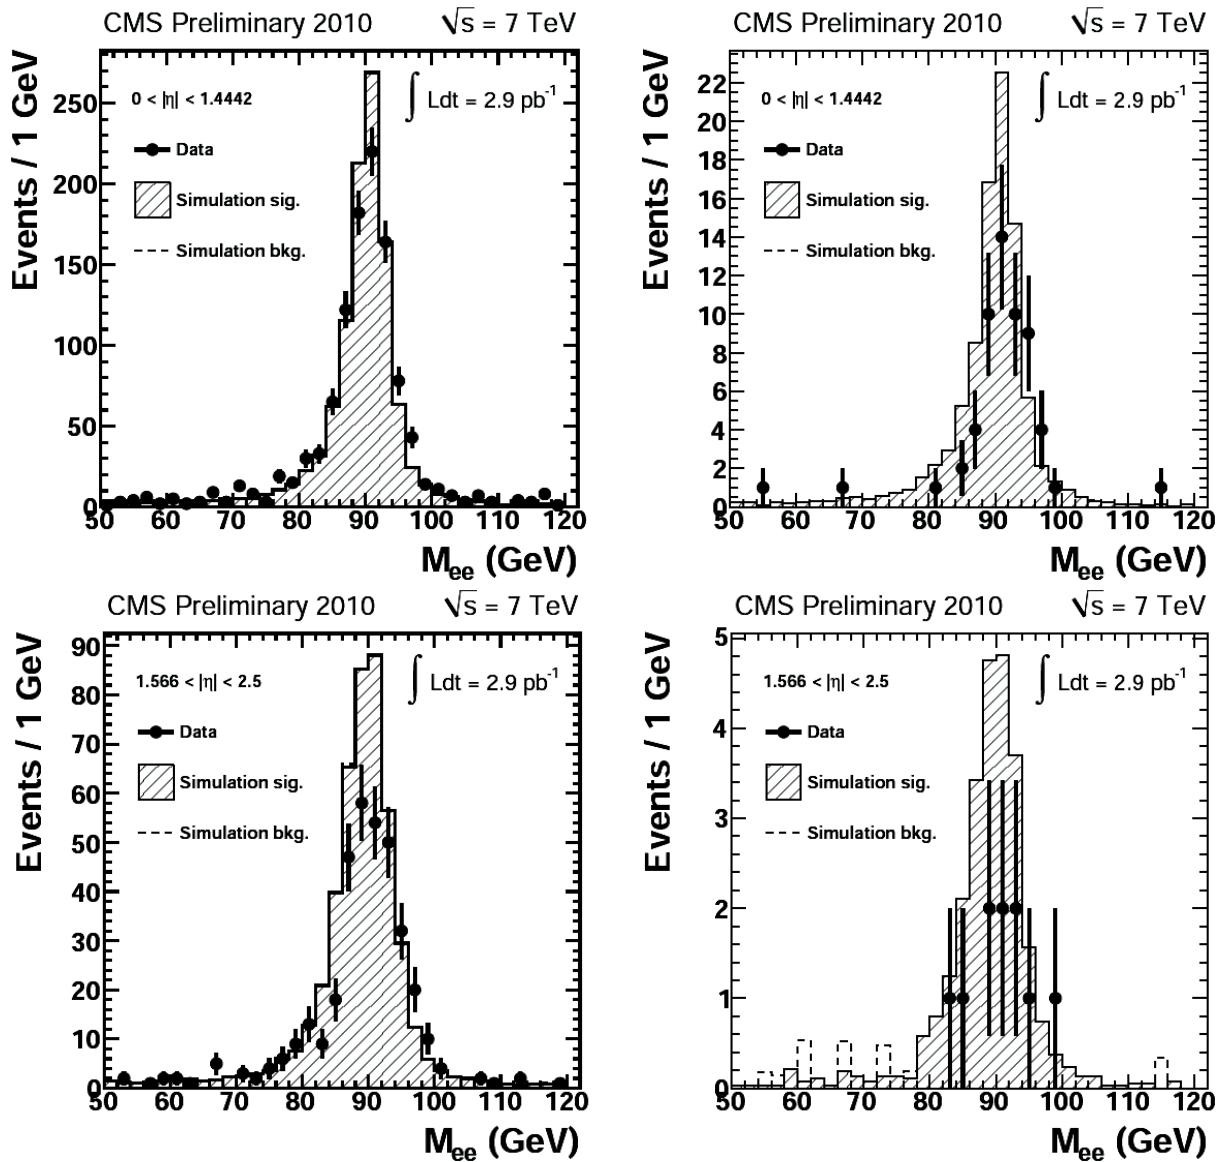 CMS Preliminary 2010 √s = 7 TeV
Events / 1 GeV
0 < |η| < 1.4442
∫ Ldt = 2.9 pb⁻¹
Data
Simulation sig.
Simulation bkg.
250
200
150
100
50
0
50 60 70 80 90 100 110 120
M_ee (GeV)
CMS Preliminary 2010 √s = 7 TeV
Events / 1 GeV
0 < |η| < 1.4442
∫ Ldt = 2.9 pb⁻¹
Data
Simulation sig.
Simulation bkg.
22
20
18
16
14
12
10
8
6
4
2
0
50 60 70 80 90 100 110 120
M_ee (GeV)
CMS Preliminary 2010 √s = 7 TeV
Events / 1 GeV
1.566 < |η| < 2.5
∫ Ldt = 2.9 pb⁻¹
Data
Simulation sig.
Simulation bkg.
90
80
70
60
50
40
30
20
10
0
50 60 70 80 90 100 110 120
M_ee (GeV)
CMS Preliminary 2010 √s = 7 TeV
Events / 1 GeV
1.566 < |η| < 2.5
∫ Ldt = 2.9 pb⁻¹
Data
Simulation sig.
Simulation bkg.
5
4
3
2
1
0
50 60 70 80 90 100 110 120
M_ee (GeV)